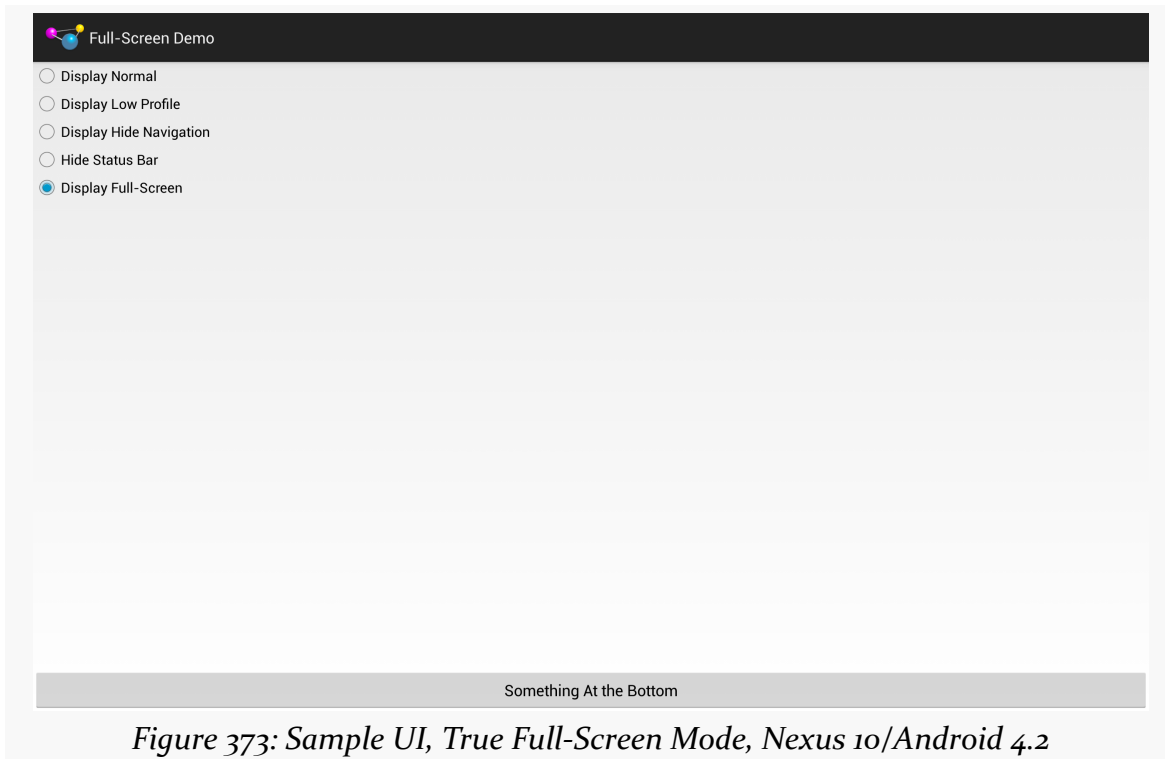 Full-Screen Demo
Display Normal
Display Low Profile
Display Hide Navigation
Hide Status Bar
Display Full-Screen
Something At the Bottom
Figure 373: Sample UI, True Full-Screen Mode, Nexus 10/Android 4.2